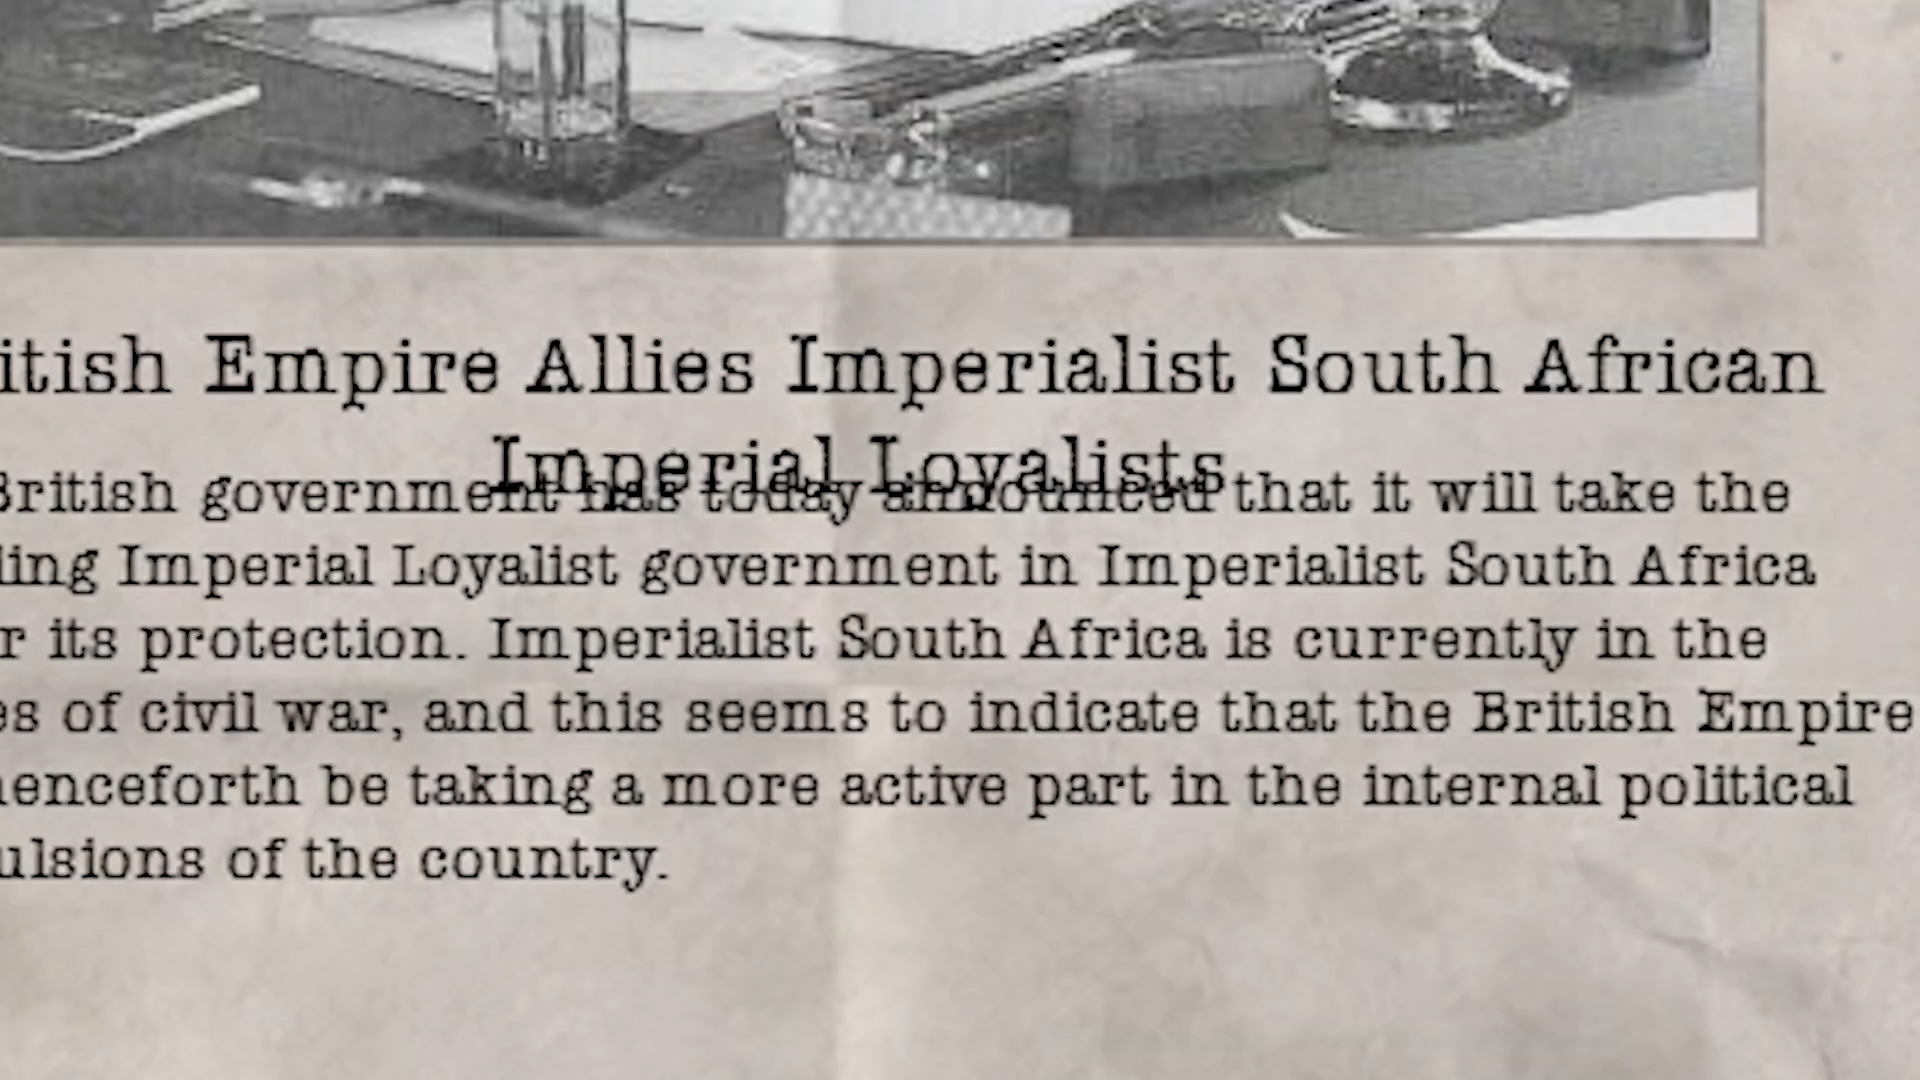 itish Empire Allies Imperialist South African
Imperial Loyalists
British government has today announced that it will take the
ling Imperial Loyalist government in Imperialist South Africa
r its protection. Imperialist South Africa is currently in the
es of civil war, and this seems to indicate that the British Empire
henceforth be taking a more active part in the internal political
ulsions of the country.